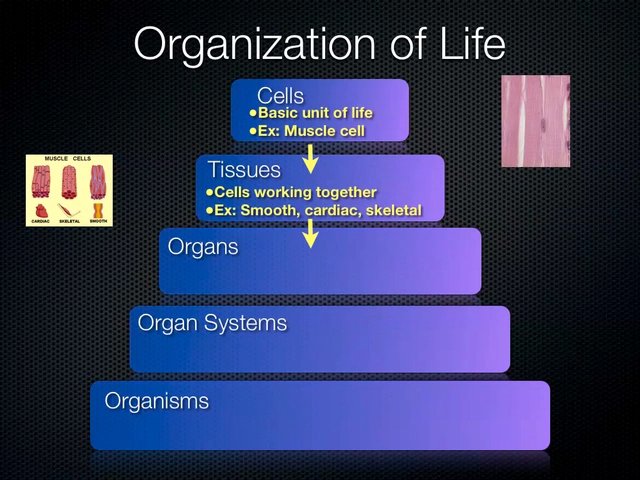 Organization of Life
Cells
●Basic unit of life
●Ex: Muscle cell
Tissues
●Cells working together
●Ex: Smooth, cardiac, skeletal
MUSCLE CELLS
CARDIAC SKELETAL SMOOTH
Organs
Organ Systems
Organisms